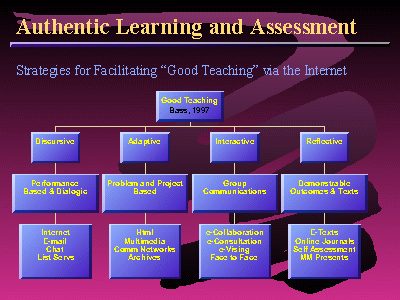 Authentic Learning and Assessment
Strategies for Facilitating “Good Teaching” via the Internet
Good Teaching
Bass, 1997
Discursive
Adaptive
Interactive
Reflective
Performance
Based & Dialogic
Problem and Project
Based
Group
Communications
Demonstrable
Outcomes & Texts
Internet
E-mail
Chat
List Servs
Html
Multimedia
Comm Networks
Archives
e-Collaboration
e-Consultation
e-Vising
Face to Face
E-Texts
Online Journals
Self Assessment
MM Presents